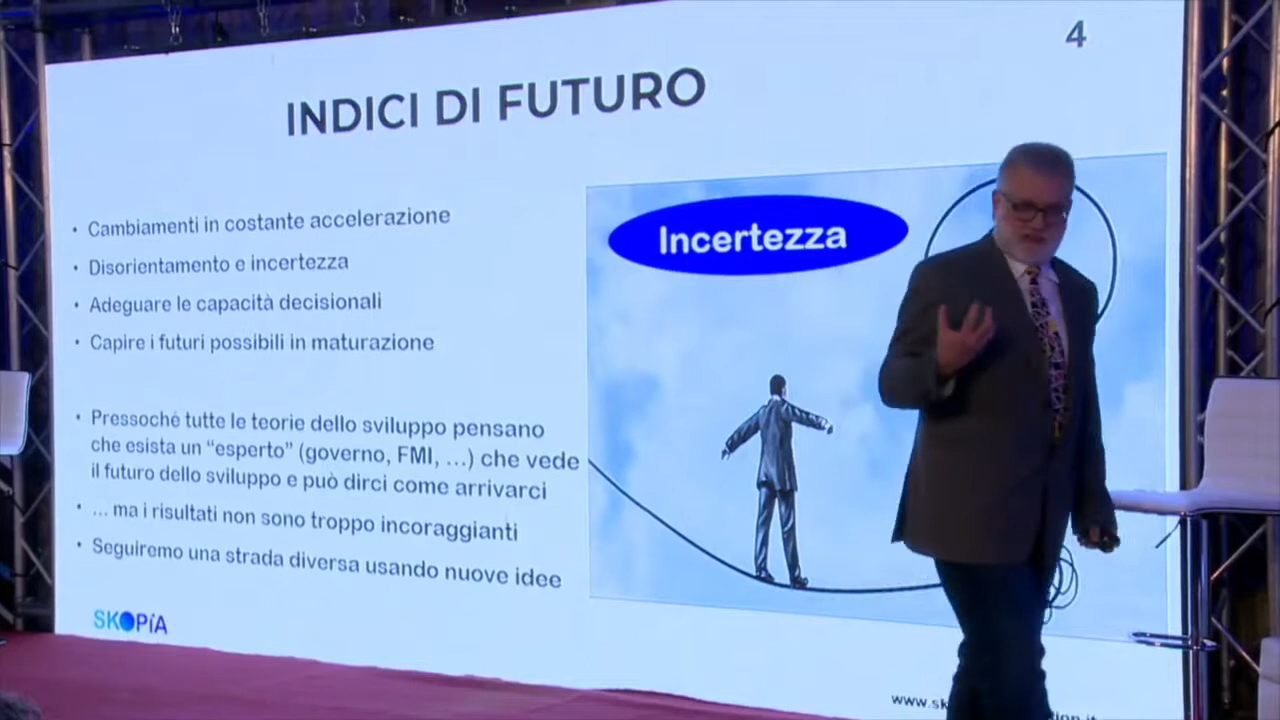 4
INDICI DI FUTURO
• Cambiamenti in costante accelerazione
• Disorientamento e incertezza
• Adeguare le capacità decisionali
• Capire i futuri possibili in maturazione
• Pressoché tutte le teorie dello sviluppo pensano
che esista un “esperto” (governo, FMI, ...) che vede
il futuro dello sviluppo e può dirci come arrivarci
• ... ma i risultati non sono troppo incoraggianti
• Seguiremo una strada diversa usando nuove idee
Incertezza
SKOPíA